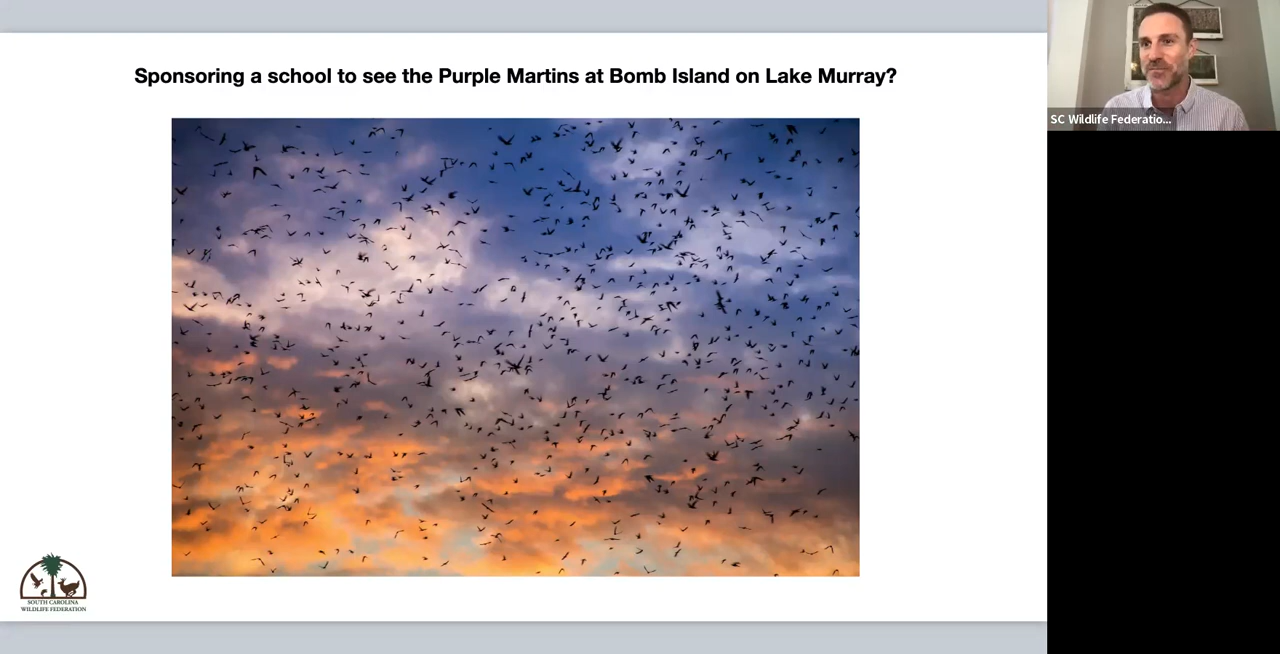 Sponsoring a school to see the Purple Martins at Bomb Island on Lake Murray?
SC Wildlife Federatio...
SOUTH CAROLINA
WILDLIFE FEDERATION